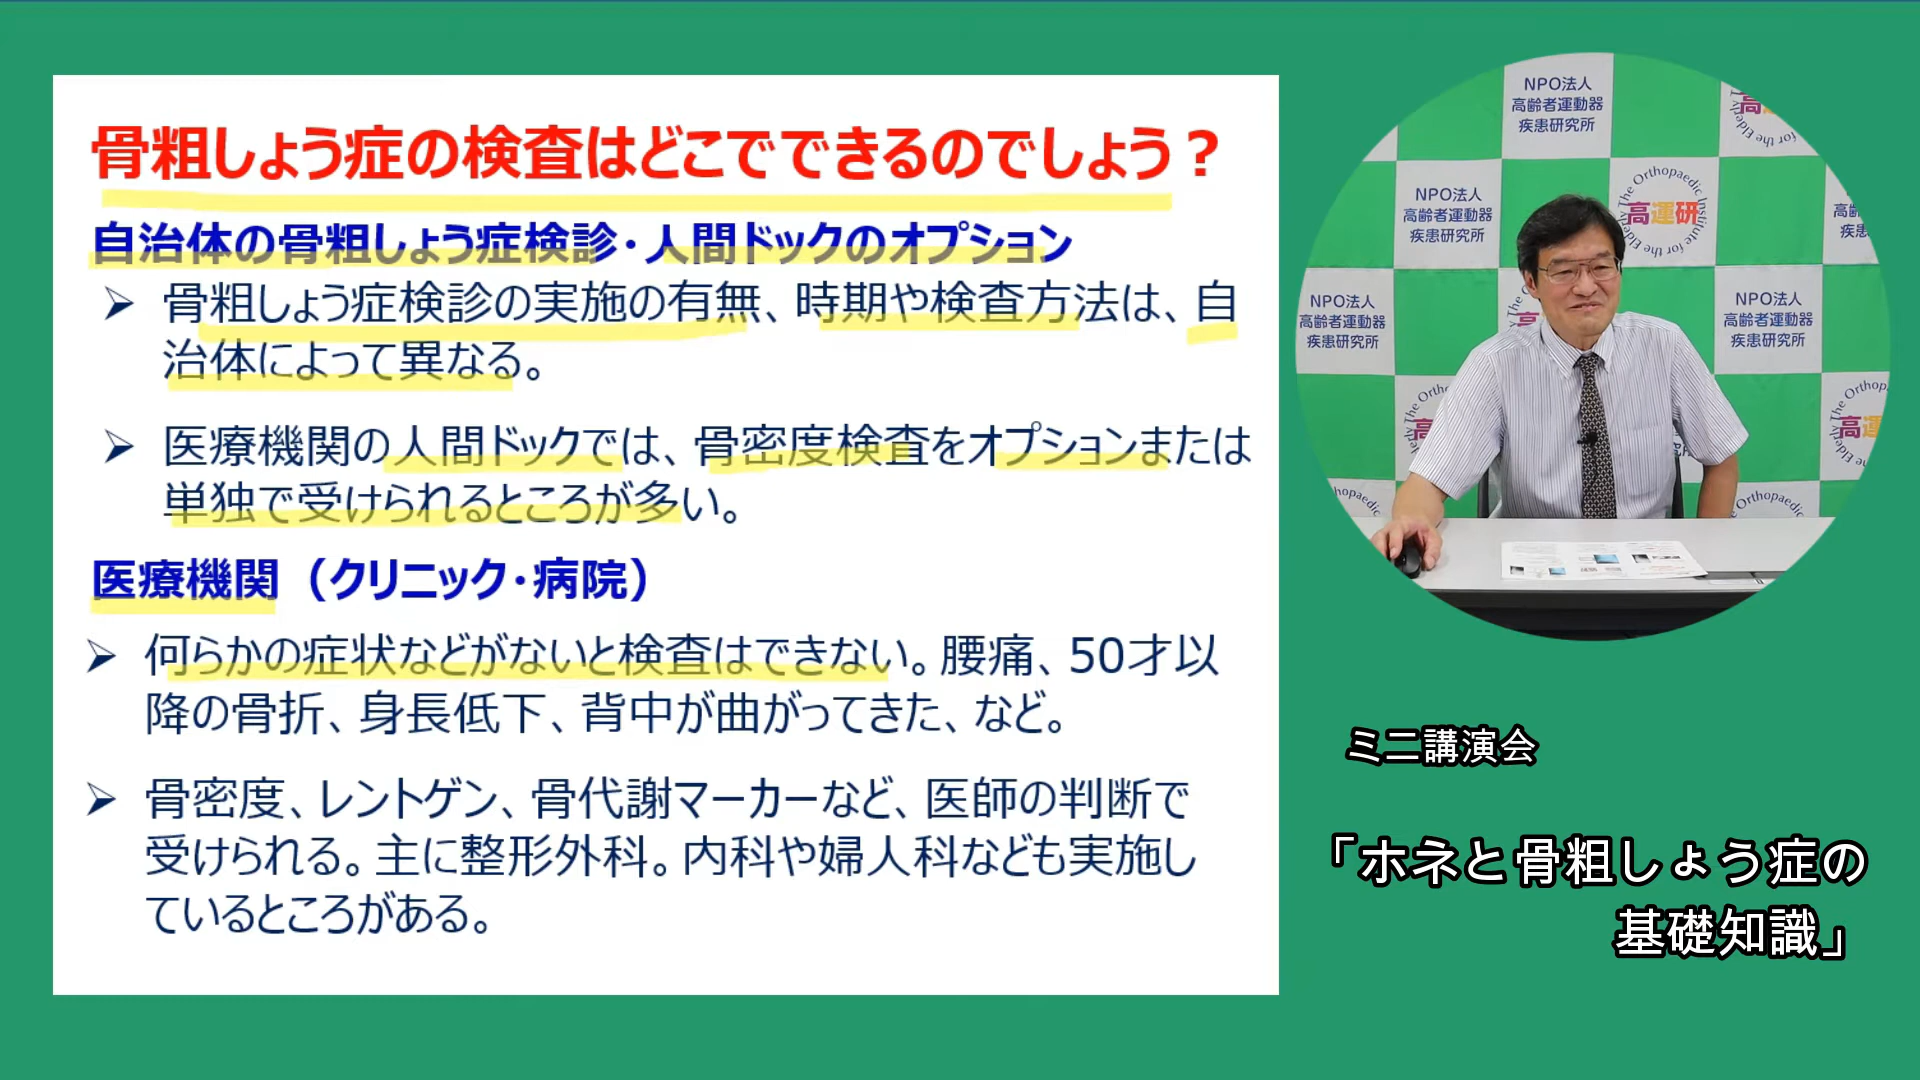 骨粗しょう症の検査はどこでできるのでしょう？
自治体の骨粗しょう症検診・人間ドックのオプション
➢ 骨粗しょう症検診の実施の有無、時期や検査方法は、自
治体によって異なる。
➢ 医療機関の人間ドックでは、骨密度検査をオプションまたは
単独で受けられるところが多い。
医療機関（クリニック・病院）
➢ 何らかの症状などがないと検査はできない。腰痛、50才以
降の骨折、身長低下、背中が曲がってきた、など。
➢ 骨密度、レントゲン、骨代謝マーカーなど、医師の判断で
受けられる。主に整形外科。内科や婦人科なども実施し
ているところがある。
NPO法人
高齢者運動器
疾患研究所
NPO法人
高齢者運動器
疾患研究所
The Orthopaedic Institute for the Elderly
高運研
NPO法人
高齢者運動器
疾患研究所
NPO法人
高齢者運動器
疾患研究所
ミニ講演会
「ホネと骨粗しょう症の
基礎知識」